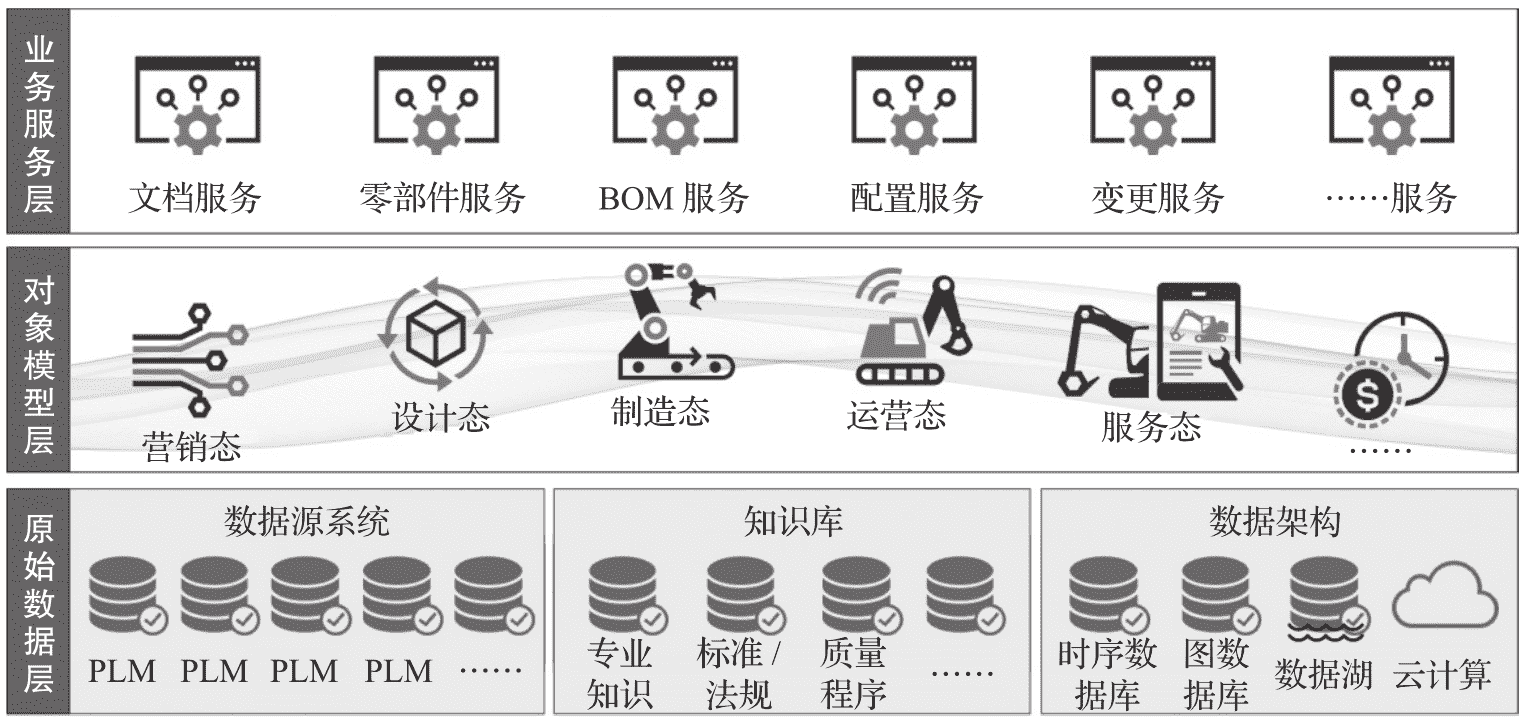 业务服务层
文档服务
零部件服务
BOM 服务
配置服务
变更服务
……服务
对象模型层
营销态
设计态
制造态
运营态
服务态
$
……
原始数据层
数据源系统
PLM
PLM
PLM
PLM
……
知识库
专业
知识
标准 /
法规
质量
程序
……
数据架构
时序数
据库
图数
据库
数据湖
云计算